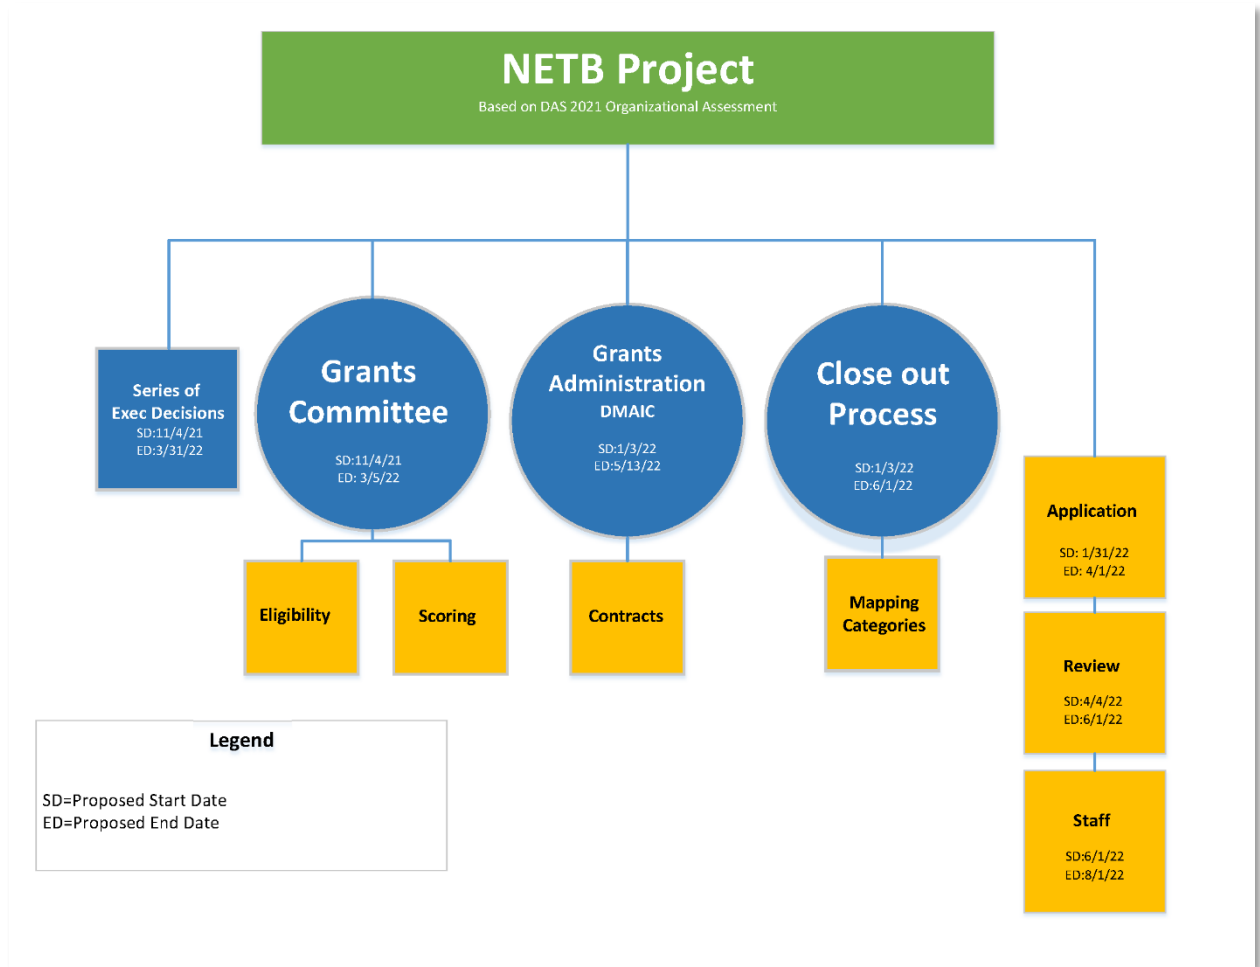 NETB Project
Based on DAS 2021 Organizational Assessment
Series of
Exec Decisions
SD:11/4/21
ED:3/31/22
Grants
Committee
SD:11/4/21
ED: 3/5/22
Grants
Administration
DMAIC
SD:1/3/22
ED:5/13/22
Close out
Process
SD:1/3/22
ED:6/1/22
Application
SD: 1/31/22
ED: 4/1/22
Eligibility
Scoring
Contracts
Mapping
Categories
Review
SD:4/4/22
ED:6/1/22
Staff
SD:6/1/22
ED:8/1/22
Legend
SD=Proposed Start Date
ED=Proposed End Date